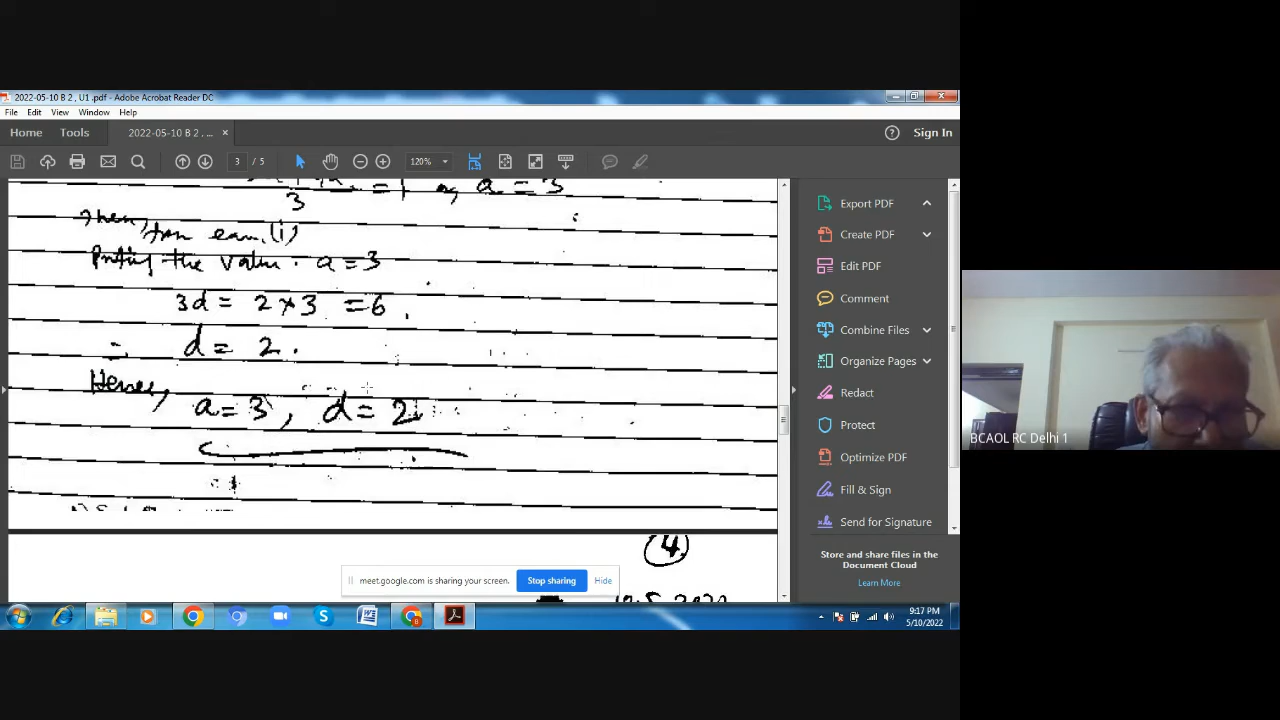 2022-05-10 B 2 , U1 .pdf - Adobe Acrobat Reader DC
File Edit View Window Help
Home Tools 2022-05-10 B 2 , ... × Sign In
3 / 5 120%
3 = 1 a = 3
Then, from eqn. (i)
Putting the value a = 3
3d = 2 × 3 = 6
d = 2.
Hence,
a = 3 , d = 2
4
Export PDF
Create PDF
Edit PDF
Comment
Combine Files
Organize Pages
Redact
Protect
Optimize PDF
Fill & Sign
Send for Signature
Store and share files in the
Document Cloud
Learn More
meet.google.com is sharing your screen. Stop sharing Hide
BCAOL RC Delhi 1
9:17 PM
5/10/2022